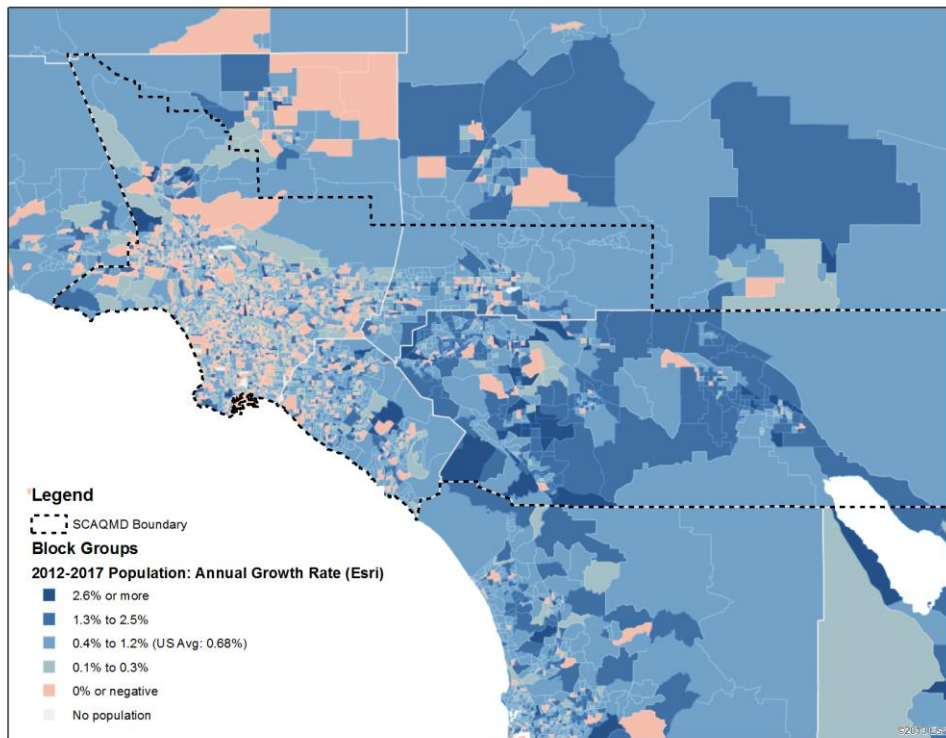 *Legend
SCAQMD Boundary
Block Groups
2012-2017 Population: Annual Growth Rate (Esri)
2.6% or more
1.3% to 2.5%
0.4% to 1.2% (US Avg: 0.68%)
0.1% to 0.3%
0% or negative
No population
©2013 Esri